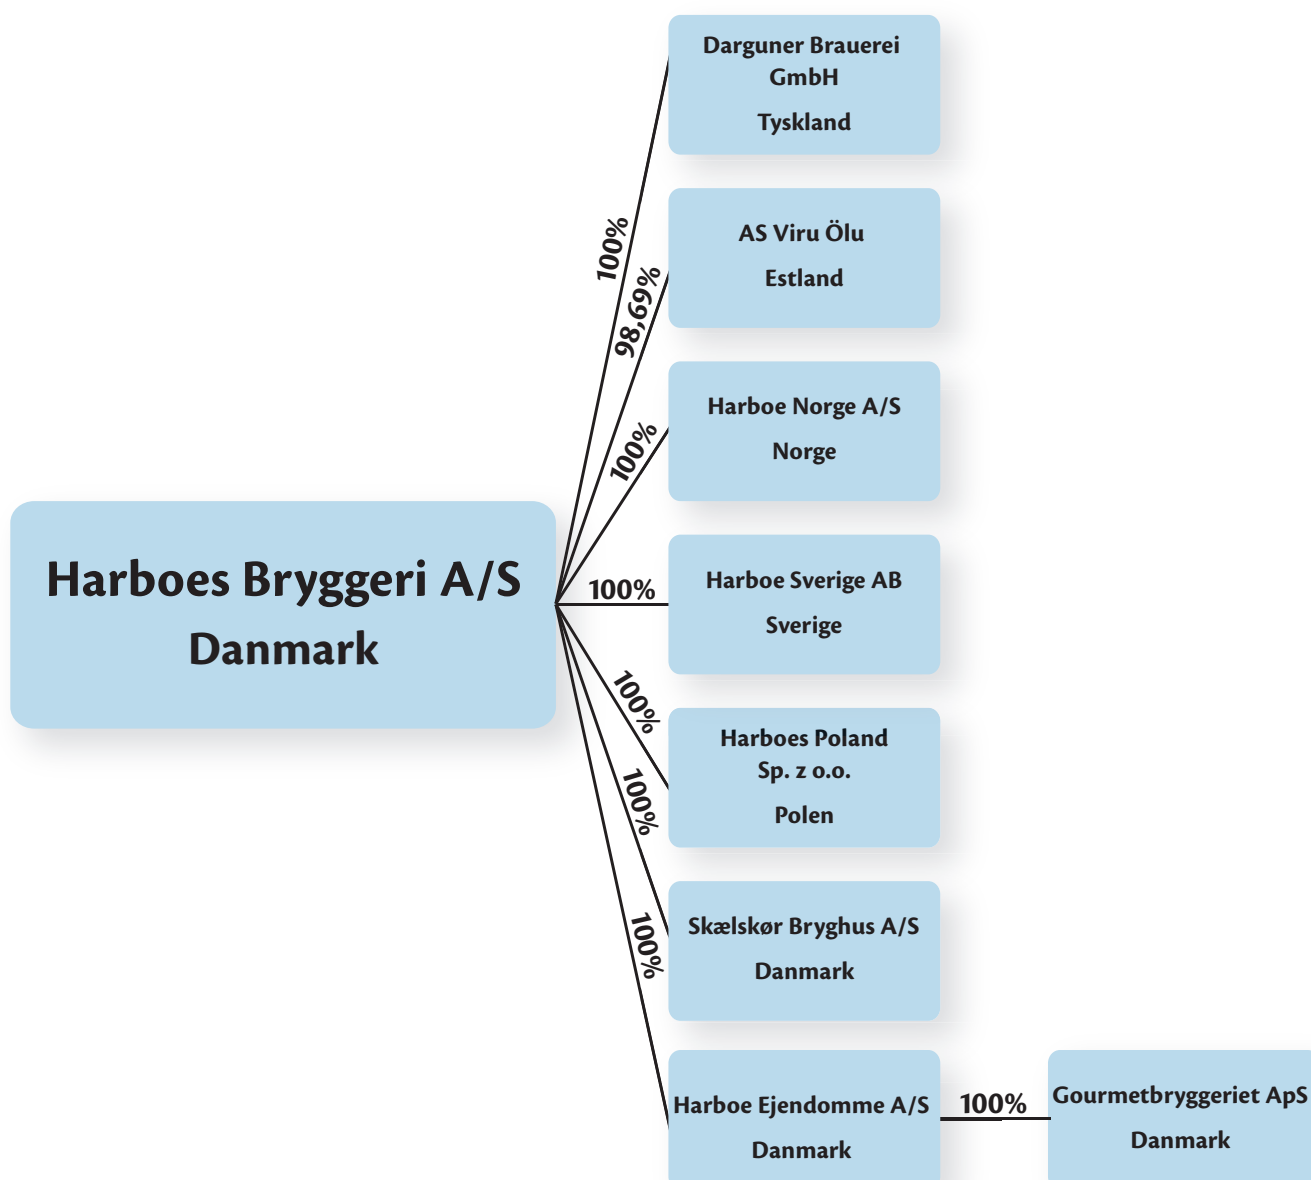 Darguner Brauerei
GmbH
Tyskland
100%
AS Viru Ölu
Estland
98,69%
Harboe Norge A/S
Norge
100%
Harboes Bryggeri A/S
Danmark
Harboe Sverige AB
Sverige
100%
Harboes Poland
Sp. z o.o.
Polen
100%
Skælskør Bryghus A/S
Danmark
100%
Harboe Ejendomme A/S
Danmark
100%
100%
Gourmetbryggeriet ApS
Danmark